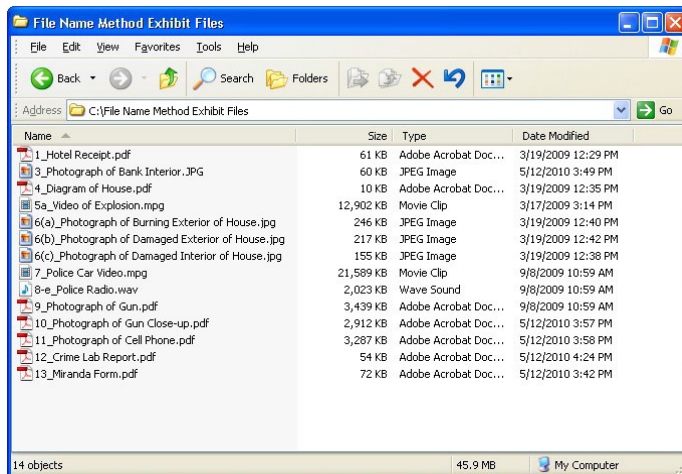 File Name Method Exhibit Files
File Edit View Favorites Tools Help
Back Search Folders
Address C:\File Name Method Exhibit Files Go
Name Size Type Date Modified
1_Hotel Receipt.pdf 61 KB Adobe Acrobat Doc... 3/19/2009 12:29 PM
3_Photograph of Bank Interior.JPG 60 KB JPEG Image 5/12/2010 3:49 PM
4_Diagram of House.pdf 10 KB Adobe Acrobat Doc... 3/19/2009 12:35 PM
5a_Video of Explosion.mpg 12,902 KB Movie Clip 3/17/2009 3:14 PM
6(a)_Photograph of Burning Exterior of House.jpg 246 KB JPEG Image 3/19/2009 12:40 PM
6(b)_Photograph of Damaged Exterior of House.jpg 217 KB JPEG Image 3/19/2009 12:42 PM
6(c)_Photograph of Damaged Interior of House.jpg 155 KB JPEG Image 3/19/2009 12:38 PM
7_Police Car Video.mpg 21,589 KB Movie Clip 9/8/2009 10:59 AM
8-e_Police Radio.wav 2,023 KB Wave Sound 9/8/2009 10:59 AM
9_Photograph of Gun.pdf 3,439 KB Adobe Acrobat Doc... 9/8/2009 10:59 AM
10_Photograph of Gun Close-up.pdf 2,912 KB Adobe Acrobat Doc... 5/12/2010 3:57 PM
11_Photograph of Cell Phone.pdf 3,287 KB Adobe Acrobat Doc... 5/12/2010 3:58 PM
12_Crime Lab Report.pdf 54 KB Adobe Acrobat Doc... 5/12/2010 4:24 PM
13_Miranda Form.pdf 72 KB Adobe Acrobat Doc... 5/12/2010 3:42 PM
14 objects 45.9 MB My Computer